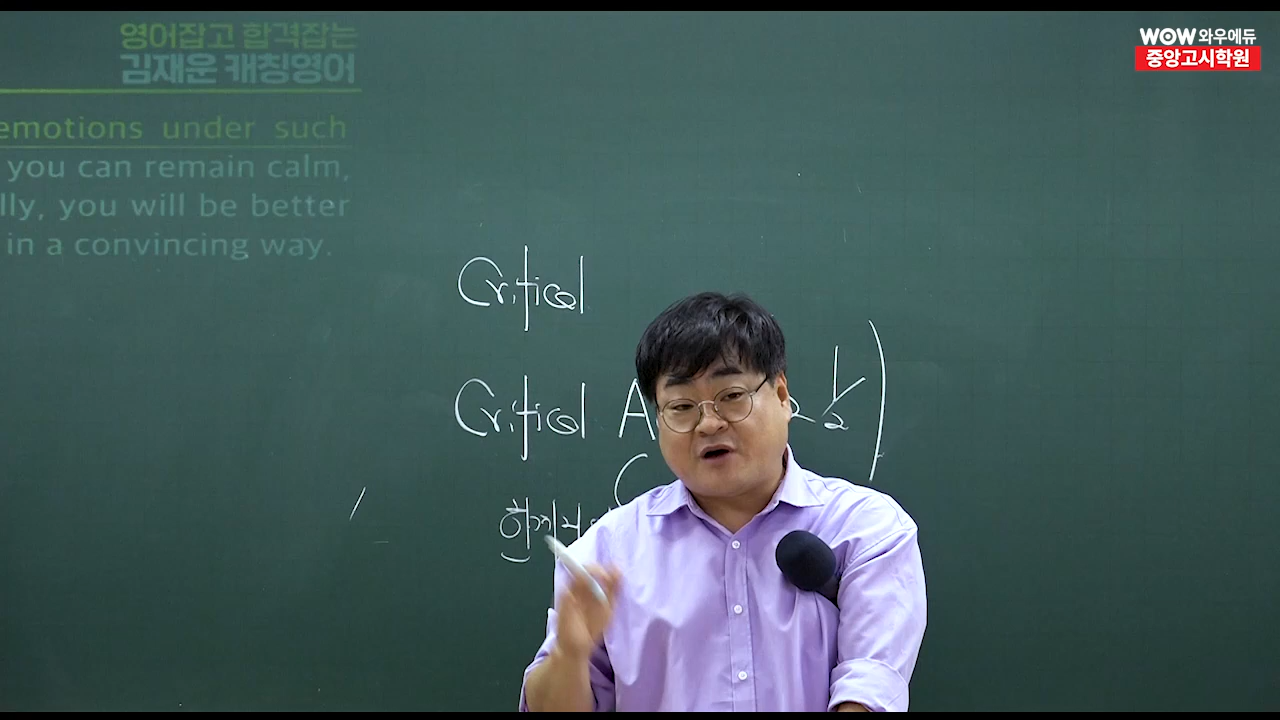 영어잡고 합격잡는
김재운 캐칭영어
emotions under such
you can remain calm,
lly, you will be better
in a convincing way.
WOW 와우에듀
중앙고시학원
Critical
Critical A